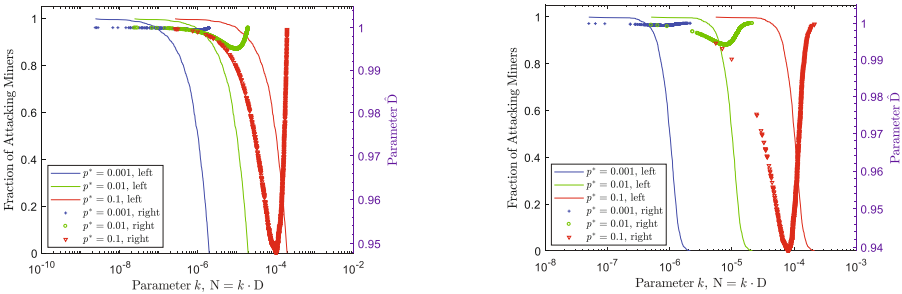 Fraction of Attacking Miners
1
0.8
0.6
0.4
0.2
0
p* = 0.001, left
p* = 0.01, left
p* = 0.1, left
p* = 0.001, right
p* = 0.01, right
p* = 0.1, right
1
0.99
0.98
0.97
0.96
0.95
Parameter D̂
10^-10
10^-8
10^-6
10^-4
10^-2
Parameter k, N = k · D
Fraction of Attacking Miners
1
0.8
0.6
0.4
0.2
0
p* = 0.001, left
p* = 0.01, left
p* = 0.1, left
p* = 0.001, right
p* = 0.01, right
p* = 0.1, right
1
0.99
0.98
0.97
0.96
0.95
0.94
Parameter D̂
10^-8
10^-7
10^-6
10^-5
10^-4
10^-3
Parameter k, N = k · D